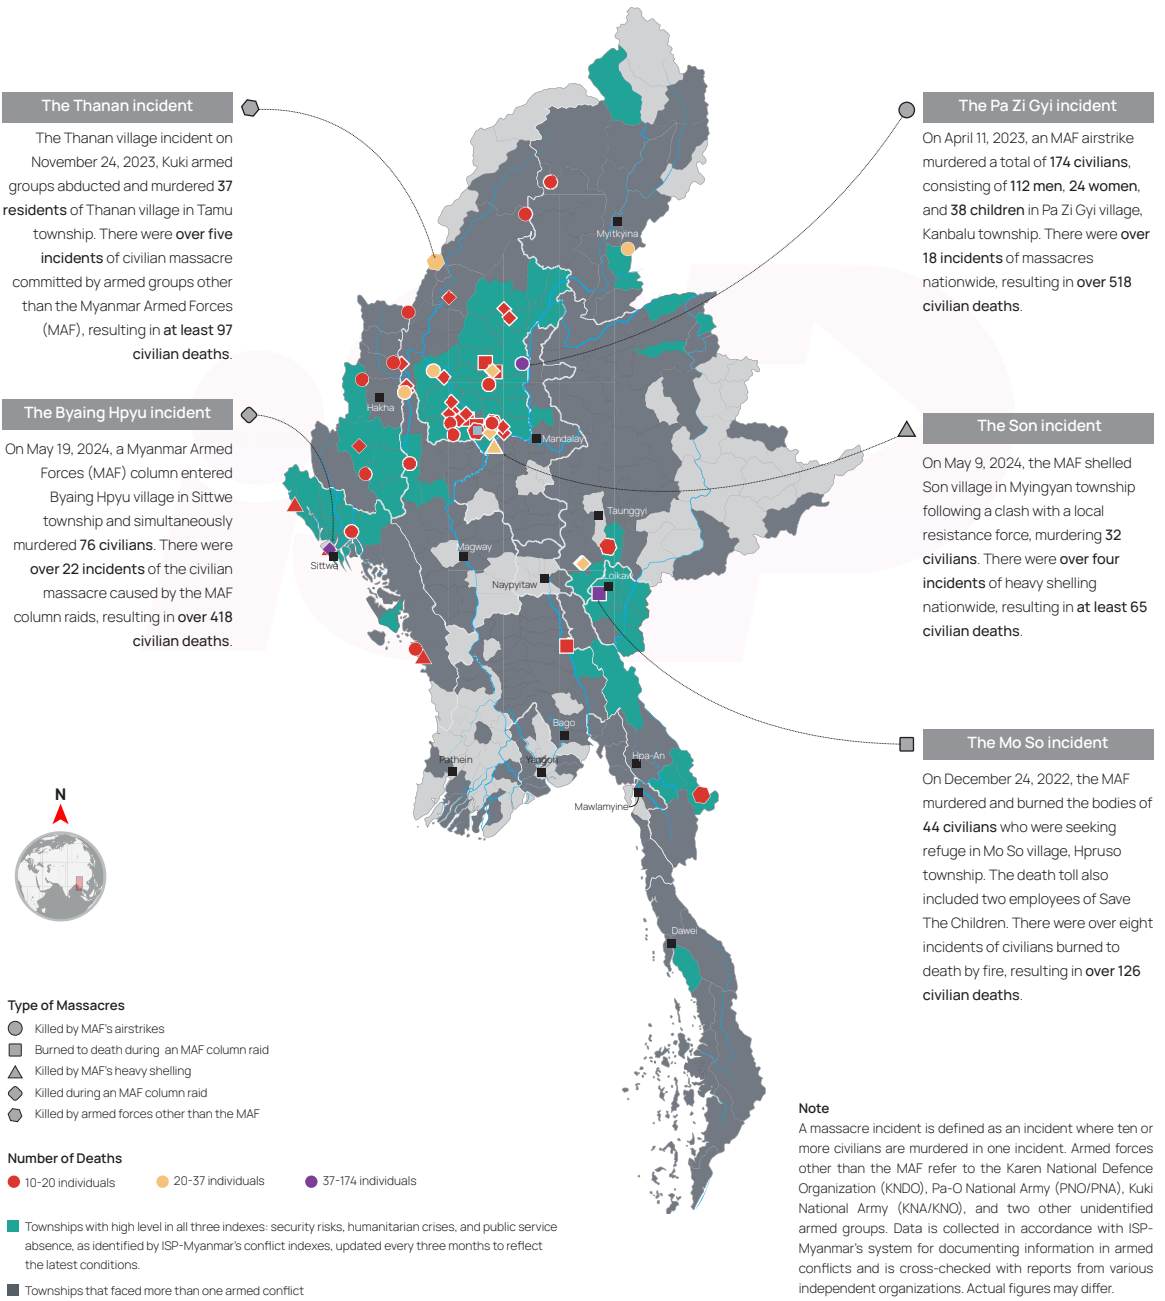 The Thanan incident
The Thanan village incident on
November 24, 2023, Kuki armed
groups abducted and murdered 37
residents of Thanan village in Tamu
township. There were over five
incidents of civilian massacre
committed by armed groups other
than the Myanmar Armed Forces
(MAF), resulting in at least 97
civilian deaths.
The Byaing Hpyu incident
On May 19, 2024, a Myanmar Armed
Forces (MAF) column entered
Byaing Hpyu village in Sittwe
township and simultaneously
murdered 76 civilians. There were
over 22 incidents of the civilian
massacre caused by the MAF
column raids, resulting in over 418
civilian deaths.
The Pa Zi Gyi incident
On April 11, 2023, an MAF airstrike
murdered a total of 174 civilians,
consisting of 112 men, 24 women,
and 38 children in Pa Zi Gyi village,
Kanbalu township. There were over
18 incidents of massacres
nationwide, resulting in over 518
civilian deaths.
The Son incident
On May 9, 2024, the MAF shelled
Son village in Myingyan township
following a clash with a local
resistance force, murdering 32
civilians. There were over four
incidents of heavy shelling
nationwide, resulting in at least 65
civilian deaths.
The Mo So incident
On December 24, 2022, the MAF
murdered and burned the bodies of
44 civilians who were seeking
refuge in Mo So village, Hpruso
township. The death toll also
included two employees of Save
The Children. There were over eight
incidents of civilians burned to
death by fire, resulting in over 126
civilian deaths.
Myitkyina
Hakha
Mandalay
Taunggyi
Magway
Sittwe
Naypyitaw
Loikaw
Bago
Pathein
Yangon
Hpa-An
Mawlamyine
Dawei
N
Type of Massacres
Killed by MAF's airstrikes
Burned to death during an MAF column raid
Killed by MAF's heavy shelling
Killed during an MAF column raid
Killed by armed forces other than the MAF
Number of Deaths
10-20 individuals
20-37 individuals
37-174 individuals
Townships with high level in all three indexes: security risks, humanitarian crises, and public service
absence, as identified by ISP-Myanmar's conflict indexes, updated every three months to reflect
the latest conditions.
Townships that faced more than one armed conflict
Note
A massacre incident is defined as an incident where ten or
more civilians are murdered in one incident. Armed forces
other than the MAF refer to the Karen National Defence
Organization (KNDO), Pa-O National Army (PNO/PNA), Kuki
National Army (KNA/KNO), and two other unidentified
armed groups. Data is collected in accordance with ISP-
Myanmar's system for documenting information in armed
conflicts and is cross-checked with reports from various
independent organizations. Actual figures may differ.